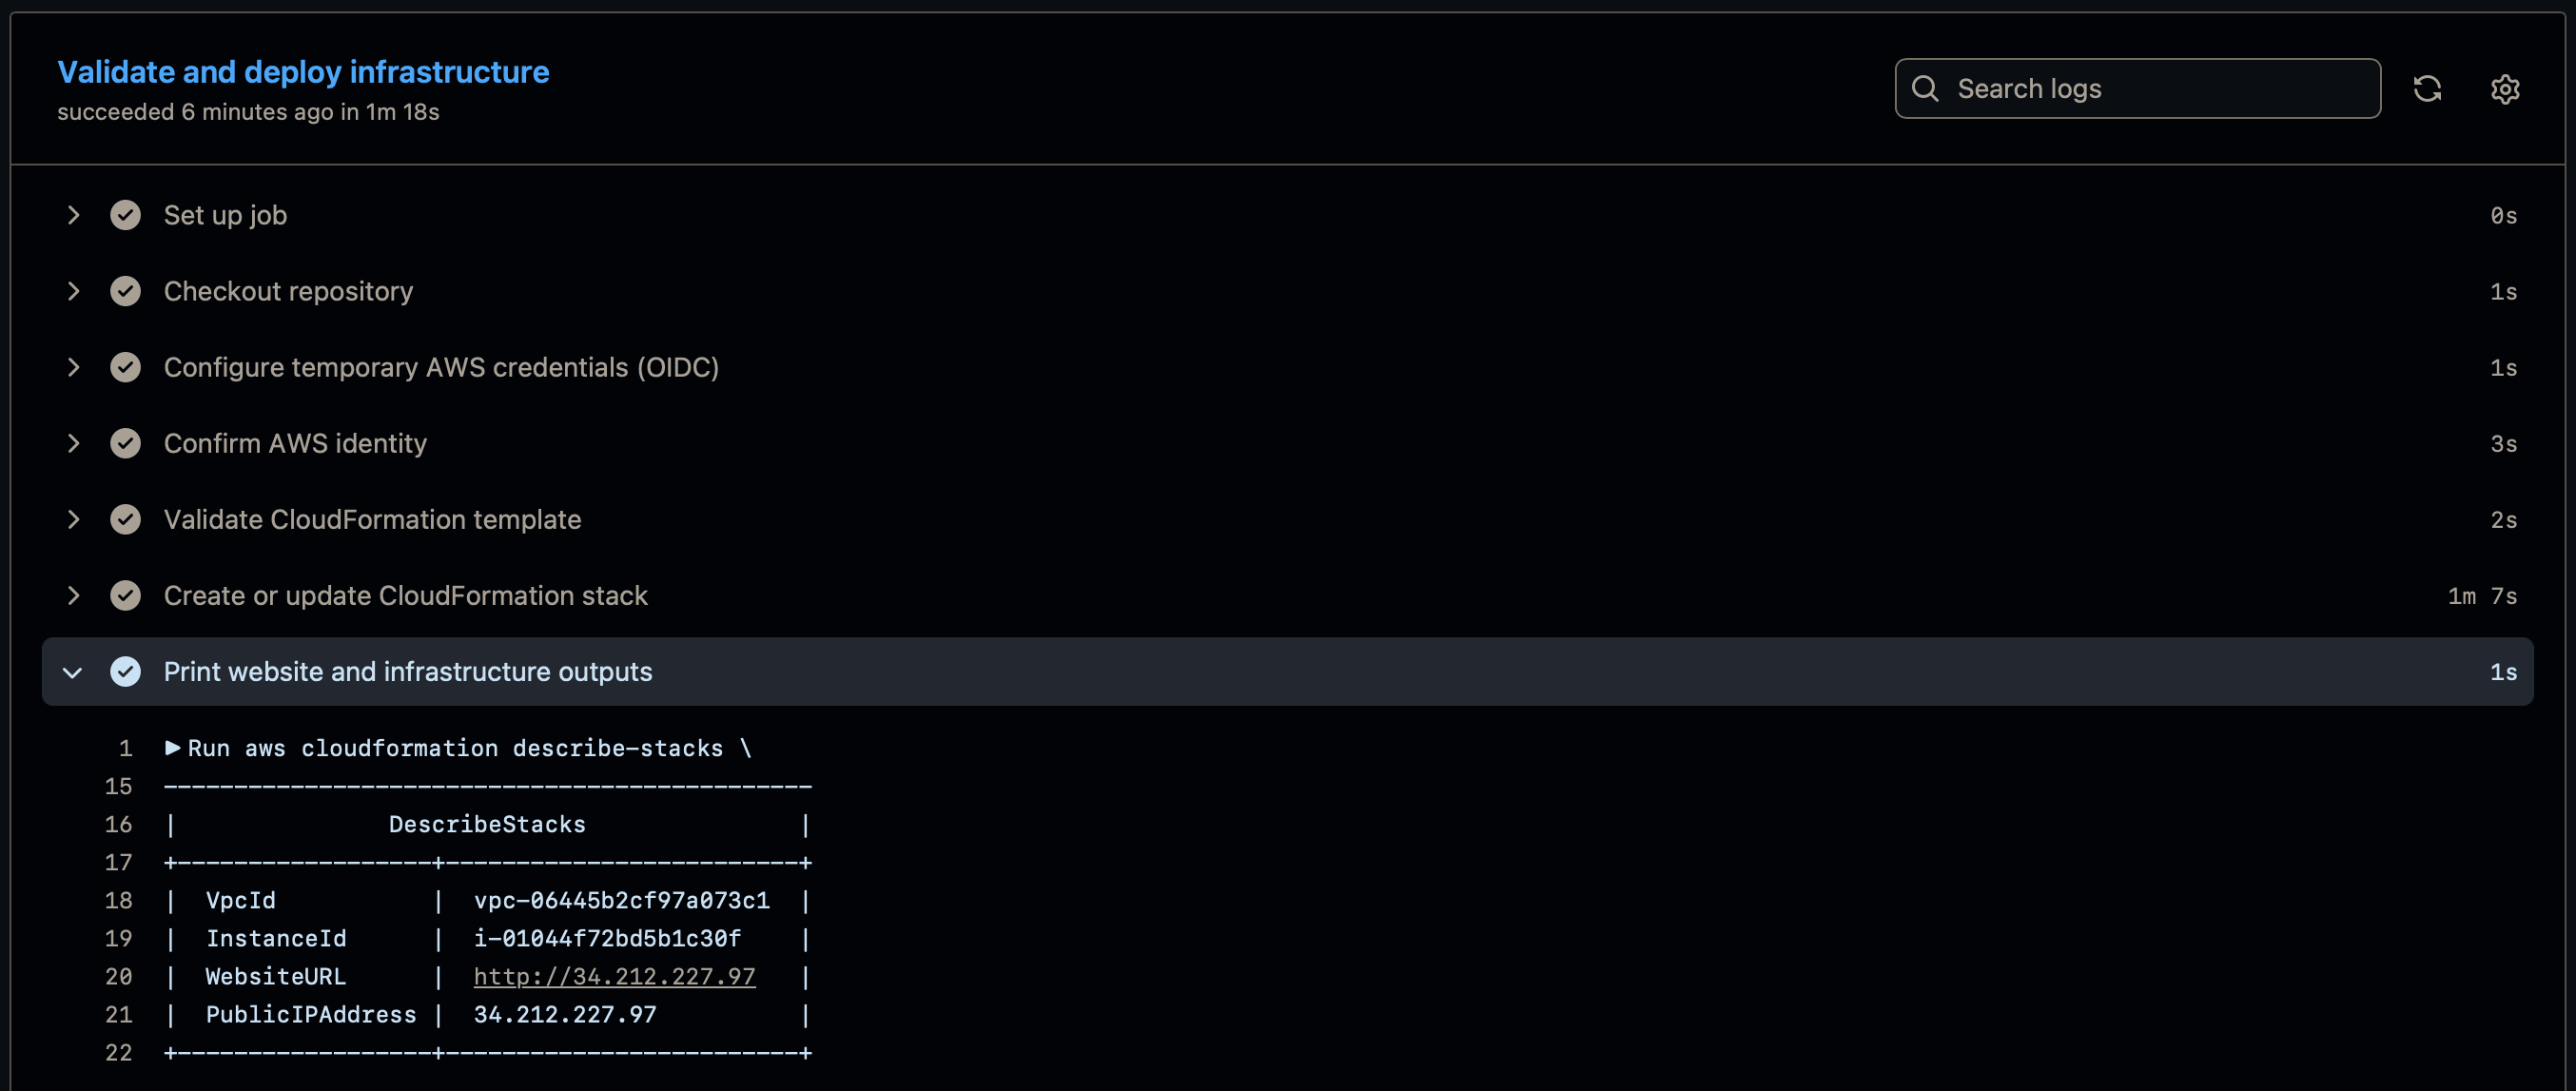 Validate and deploy infrastructure
succeeded 6 minutes ago in 1m 18s
Search logs
Set up job 0s
Checkout repository 1s
Configure temporary AWS credentials (OIDC) 1s
Confirm AWS identity 3s
Validate CloudFormation template 2s
Create or update CloudFormation stack 1m 7s
Print website and infrastructure outputs 1s
1 ▶Run aws cloudformation describe-stacks \
15 ----------------------------------------------
16 |               DescribeStacks               |
17 +------------------+-------------------------+
18 |  VpcId           |  vpc-06445b2cf97a073c1  |
19 |  InstanceId      |  i-01044f72bd5b1c30f    |
20 |  WebsiteURL      |  http://34.212.227.97   |
21 |  PublicIPAddress |  34.212.227.97          |
22 +------------------+-------------------------+